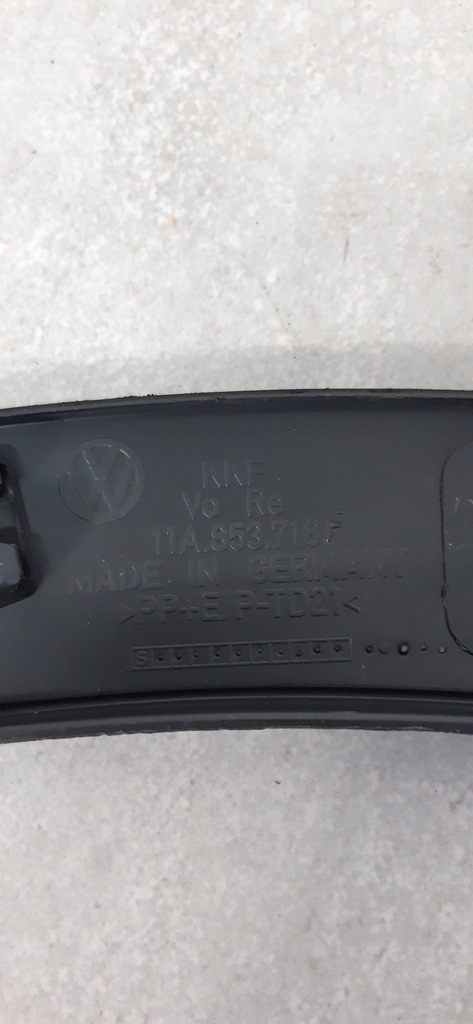 KKF
Vo Re
11A.853.718F
MADE IN GERMANY
>PP+E/P-TD21<
S